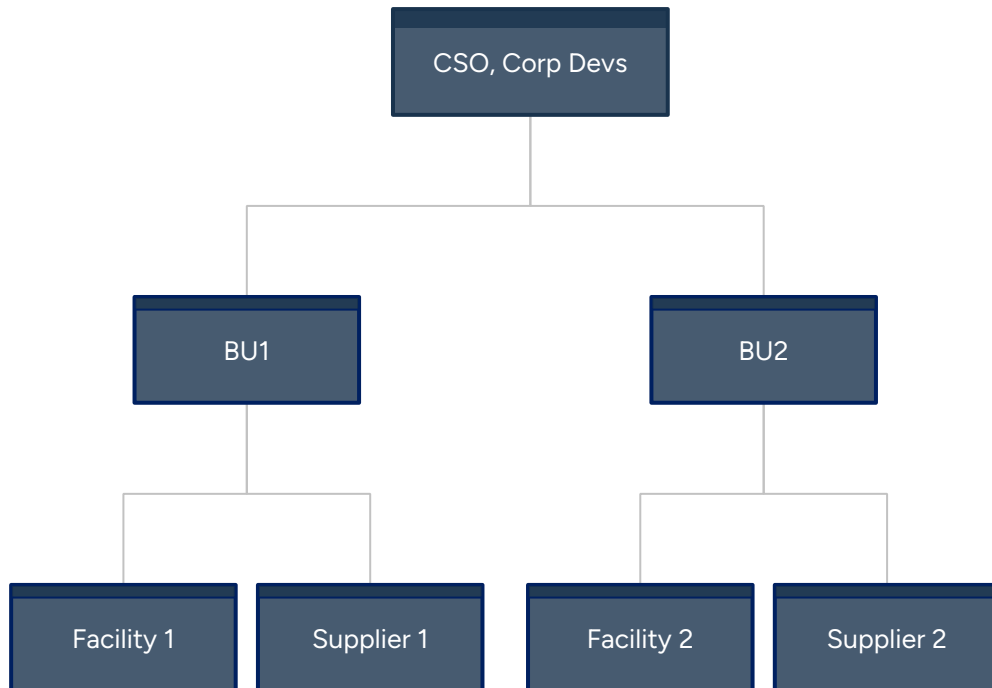 CSO, Corp Devs
BU1
BU2
Facility 1
Supplier 1
Facility 2
Supplier 2